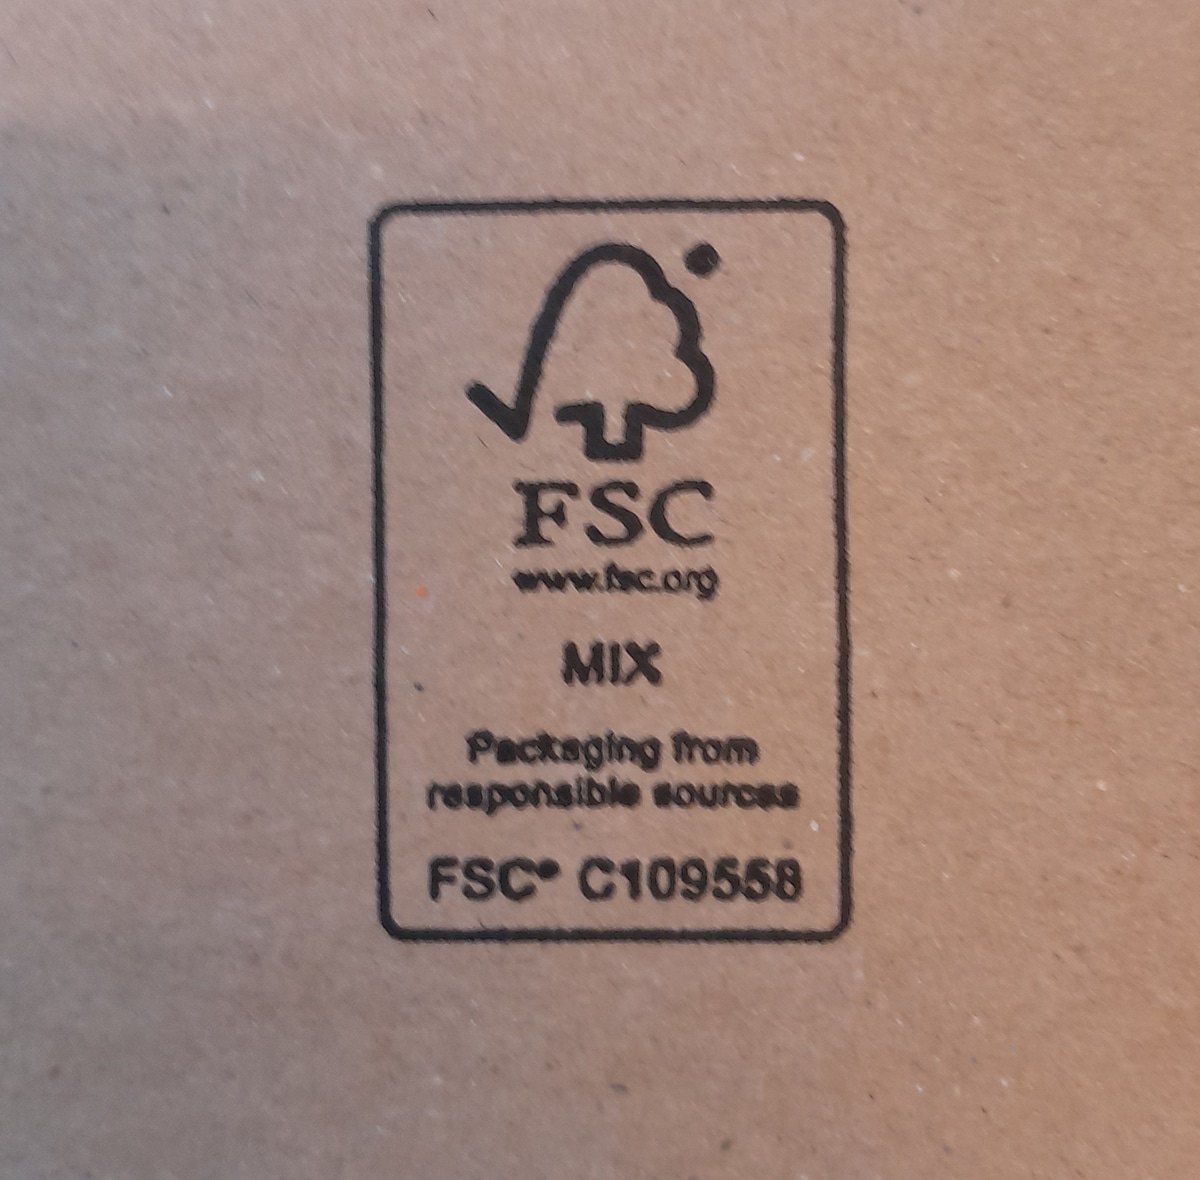 FSC
www.fsc.org
MIX
Packaging from
responsible sources
FSC® C109558